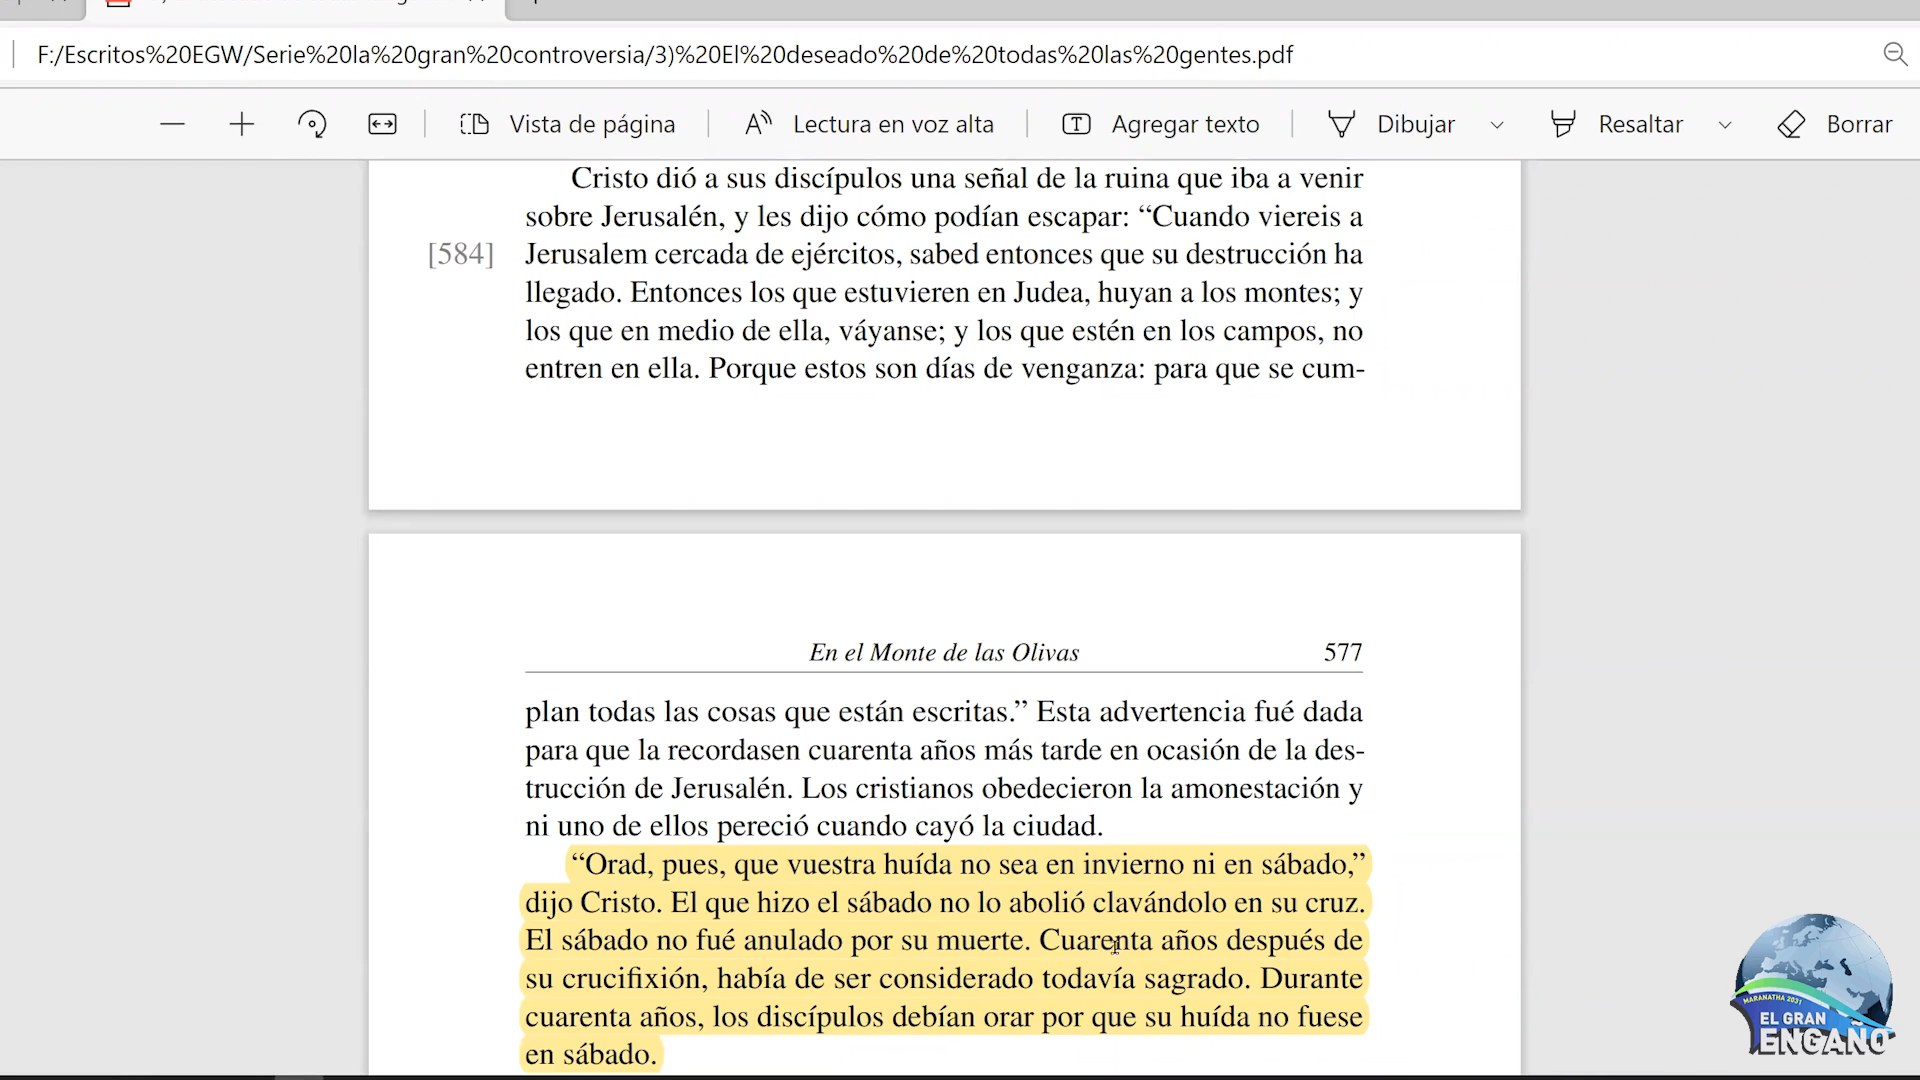 F:/Escritos%20EGW/Serie%20la%20gran%20controversia/3)%20El%20deseado%20de%20todas%20las%20gentes.pdf
Vista de página
Lectura en voz alta
Agregar texto
Dibujar
Resaltar
Borrar
Cristo dió a sus discípulos una señal de la ruina que iba a venir
sobre Jerusalén, y les dijo cómo podían escapar: “Cuando viereis a
[584] Jerusalem cercada de ejércitos, sabed entonces que su destrucción ha
llegado. Entonces los que estuvieren en Judea, huyan a los montes; y
los que en medio de ella, váyanse; y los que estén en los campos, no
entren en ella. Porque estos son días de venganza: para que se cum-
En el Monte de las Olivas 577
plan todas las cosas que están escritas.” Esta advertencia fué dada
para que la recordasen cuarenta años más tarde en ocasión de la des-
trucción de Jerusalén. Los cristianos obedecieron la amonestación y
ni uno de ellos pereció cuando cayó la ciudad.
“Orad, pues, que vuestra huída no sea en invierno ni en sábado,”
dijo Cristo. El que hizo el sábado no lo abolió clavándolo en su cruz.
El sábado no fué anulado por su muerte. Cuarenta años después de
su crucifixión, había de ser considerado todavía sagrado. Durante
cuarenta años, los discípulos debían orar por que su huída no fuese
en sábado.
MARANATHA 2021
EL GRAN
ENGAÑO